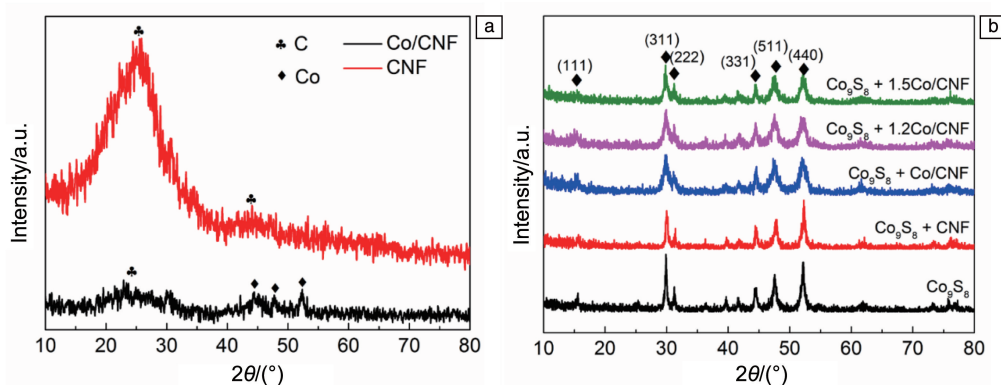 a
♣ C
Co/CNF
♦ Co
CNF
Intensity/a.u.
10 20 30 40 50 60 70 80
2θ/(°)
b
(111) (311) (222) (331) (511) (440)
Co₉S₈ + 1.5Co/CNF
Co₉S₈ + 1.2Co/CNF
Co₉S₈ + Co/CNF
Co₉S₈ + CNF
Co₉S₈
Intensity/a.u.
10 20 30 40 50 60 70 80
2θ/(°)